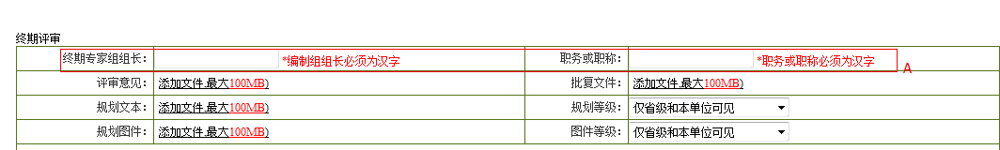 终期评审
终期专家组组长： *编制组组长必须为汉字 职务或职称： *职务或职称必须为汉字 A
评审意见： 添加文件,最大100MB) 批复文件： 添加文件,最大100MB)
规划文本： 添加文件,最大100MB) 规划等级： 仅省级和本单位可见
规划图件： 添加文件,最大100MB) 图件等级： 仅省级和本单位可见